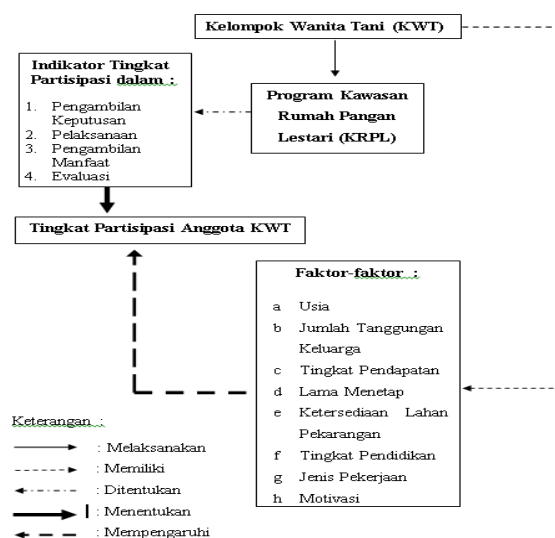 Kelompok Wanita Tani (KWT)
Indikator Tingkat
Partisipasi dalam :
1. Pengambilan
Keputusan
2. Pelaksanaan
3. Pengambilan
Manfaat
4. Evaluasi
Program Kawasan
Rumah Pangan
Lestari (KRPL)
Tingkat Partisipasi Anggota KWT
Faktor-faktor :
a Usia
b Jumlah Tanggungan
Keluarga
c Tingkat Pendapatan
d Lama Menetap
e Ketersediaan Lahan
Pekarangan
f Tingkat Pendidikan
g Jenis Pekerjaan
h Motivasi
Keterangan :
: Melaksanakan
: Memiliki
: Ditentukan
: Menentukan
: Mempengaruhi